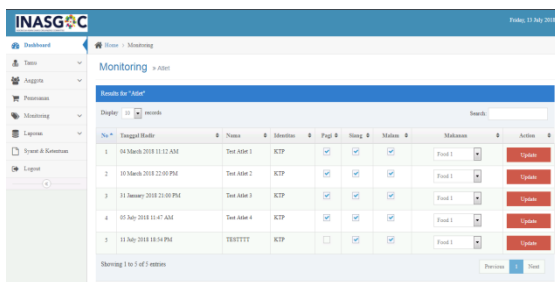 INASGOC
Friday, 13 July 2018
Dashboard
Home > Monitoring
Tamu
Anggota
Pemesanan
Monitoring
Laporan
Syarat & Ketentuan
Logout
Monitoring » Atlet
Results for "Atlet"
Display 10 records
Search:
No Tanggal Hadir Nama Identitas Pagi Siang Malam Makanan Action
1 04 March 2018 11:12 AM Test Atlet 1 KTP Food 1 Update
2 10 March 2018 22:00 PM Test Atlet 2 KTP Food 1 Update
3 31 January 2018 21:00 PM Test Atlet 3 KTP Food 1 Update
4 05 July 2018 11:47 AM Test Atlet 4 KTP Food 1 Update
5 11 July 2018 18:54 PM TESTTTT KTP Food 1 Update
Showing 1 to 5 of 5 entries
Previous 1 Next